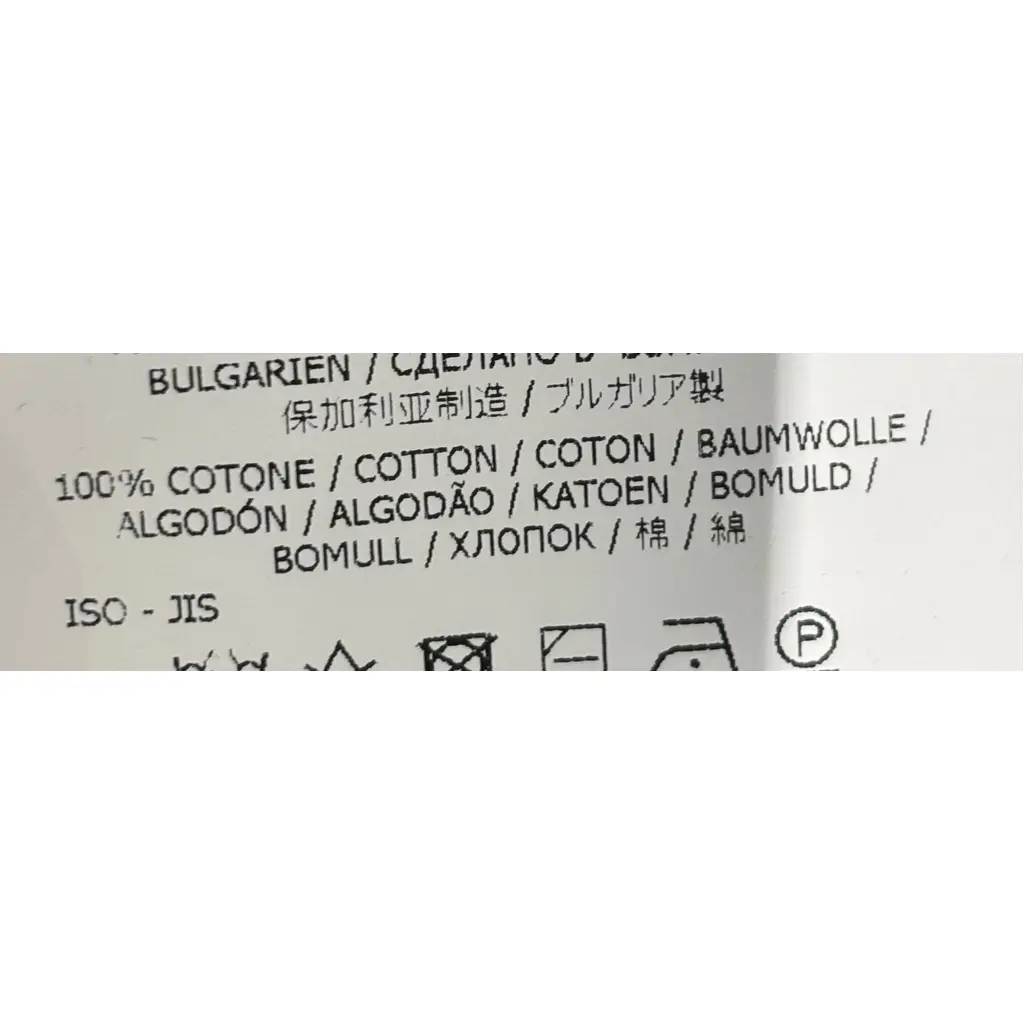 BULGARIEN / СДЕЛАНО В
保加利亚制造 / ブルガリア製
100% COTONE / COTTON / COTON / BAUMWOLLE /
ALGODÓN / ALGODÃO / KATOEN / BOMULD /
BOMULL / ХЛОПОК / 棉 / 綿
ISO - JIS
P